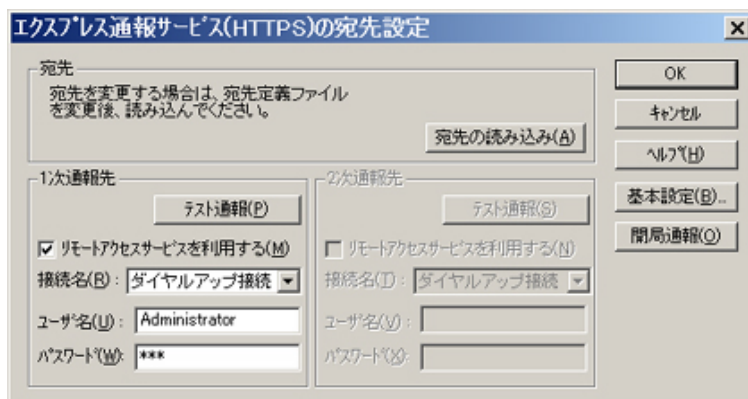 エクスプレス通報サービス(HTTPS)の宛先設定
宛先
宛先を変更する場合は、宛先定義ファイル
を変更後、読み込んでください。
宛先の読み込み(A)
OK
キャンセル
ヘルプ(H)
基本設定(B)...
開局通報(O)
1次通報先
テスト通報(P)
リモートアクセスサービスを利用する(M)
接続名(R):
ダイヤルアップ接続
ユーザ名(U):
Administrator
パスワード(W):
***
2次通報先
テスト通報(S)
リモートアクセスサービスを利用する(N)
接続名(T):
ダイヤルアップ接続
ユーザ名(V):
パスワード(X):